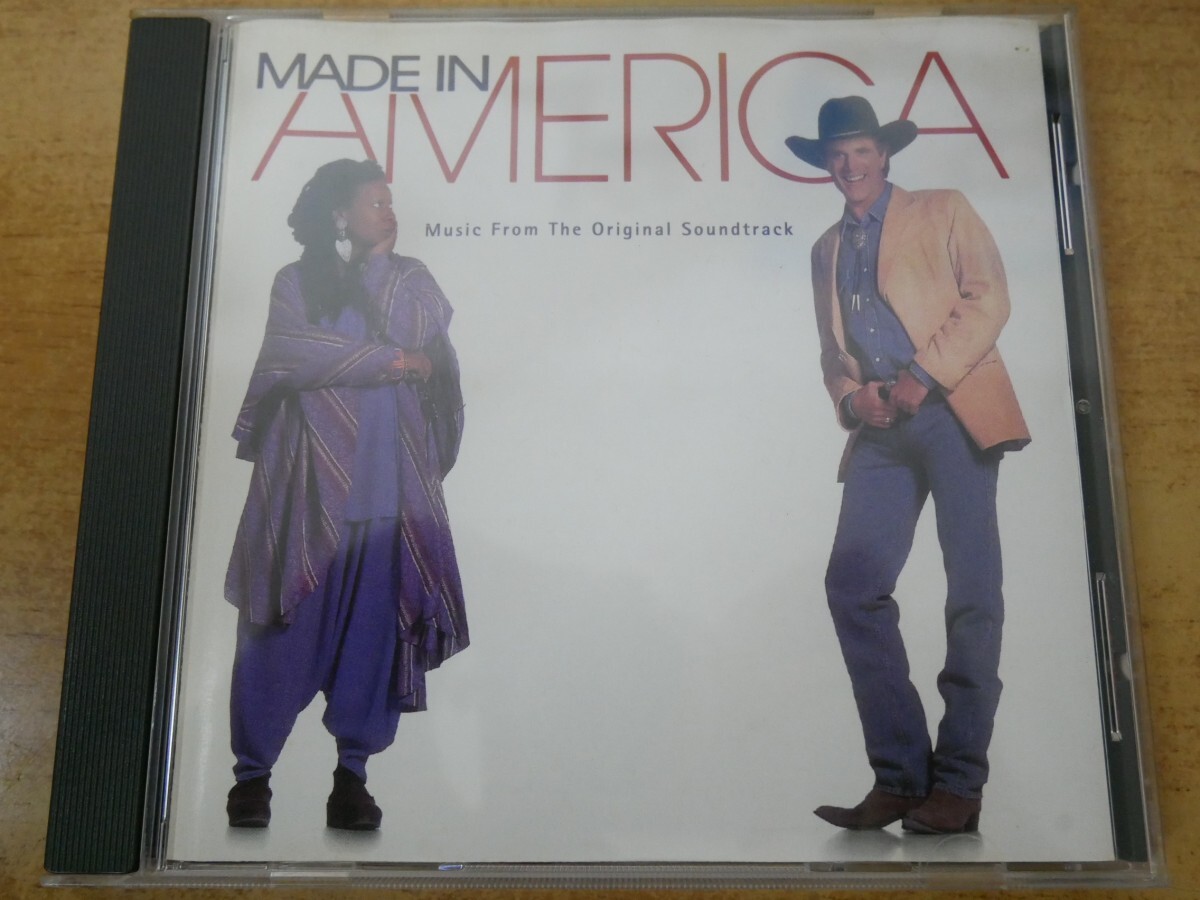 MADE IN
AMERICA
Music From The Original Soundtrack